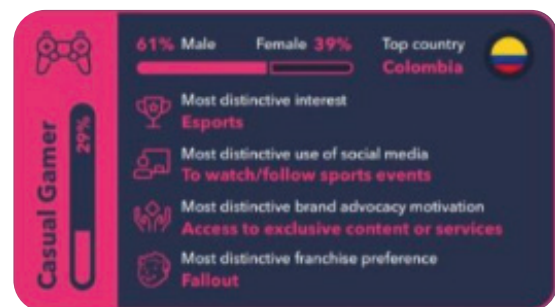 Casual Gamer
29%
61% Male Female 39%
Top country
Colombia
Most distinctive interest
Esports
Most distinctive use of social media
To watch/follow sports events
Most distinctive brand advocacy motivation
Access to exclusive content or services
Most distinctive franchise preference
Fallout